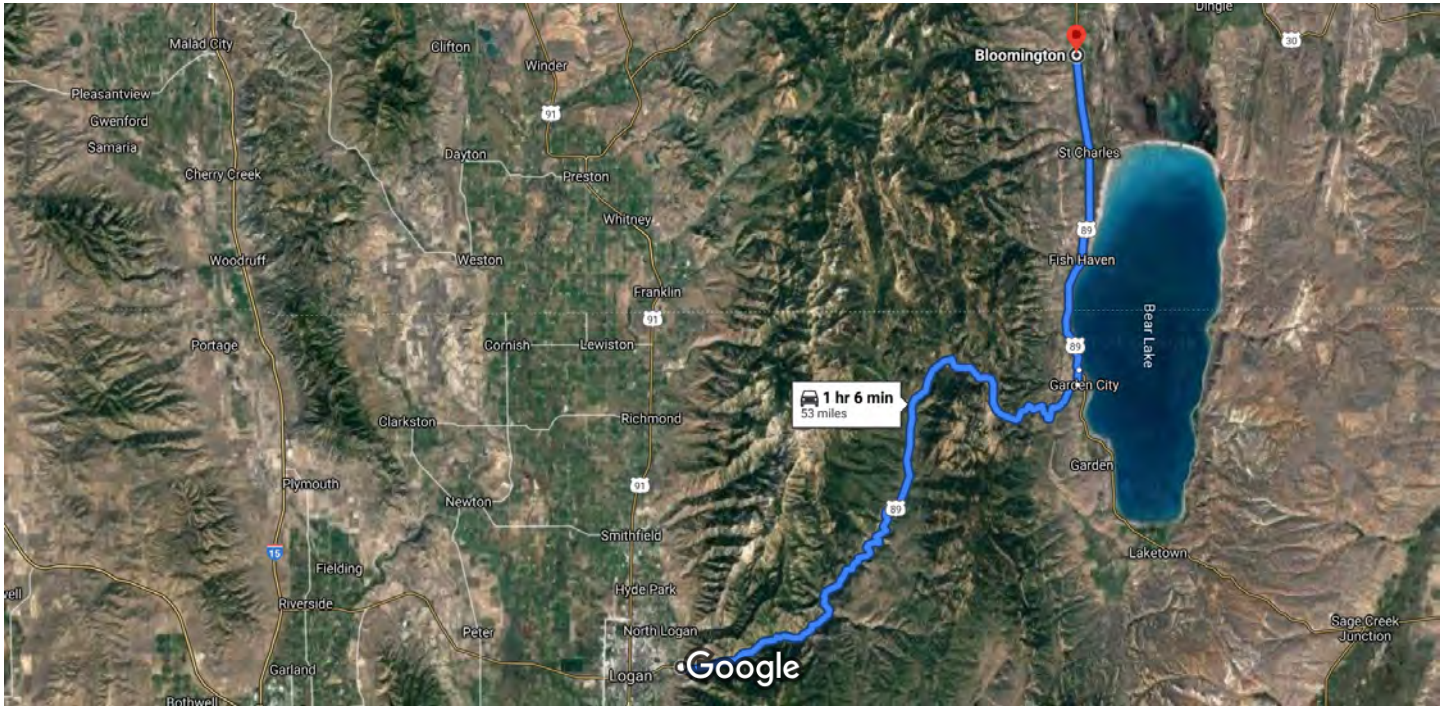 Dingle
Malad City
Clifton
Winder
30
Bloomington
Pleasantview
Gwenford
Samaria
91
Dayton
St Charles
Cherry Creek
Preston
Whitney
89
Woodruff
Weston
Fish Haven
Franklin
91
Bear Lake
Portage
Cornish
Lewiston
89
Garden City
1 hr 6 min
53 miles
Clarkston
Richmond
Garden
Plymouth
91
Newton
89
Smithfield
15
Laketown
Fielding
Hyde Park
Riverside
Peter
North Logan
Sage Creek
Junction
Garland
Logan
Google
Bothwell